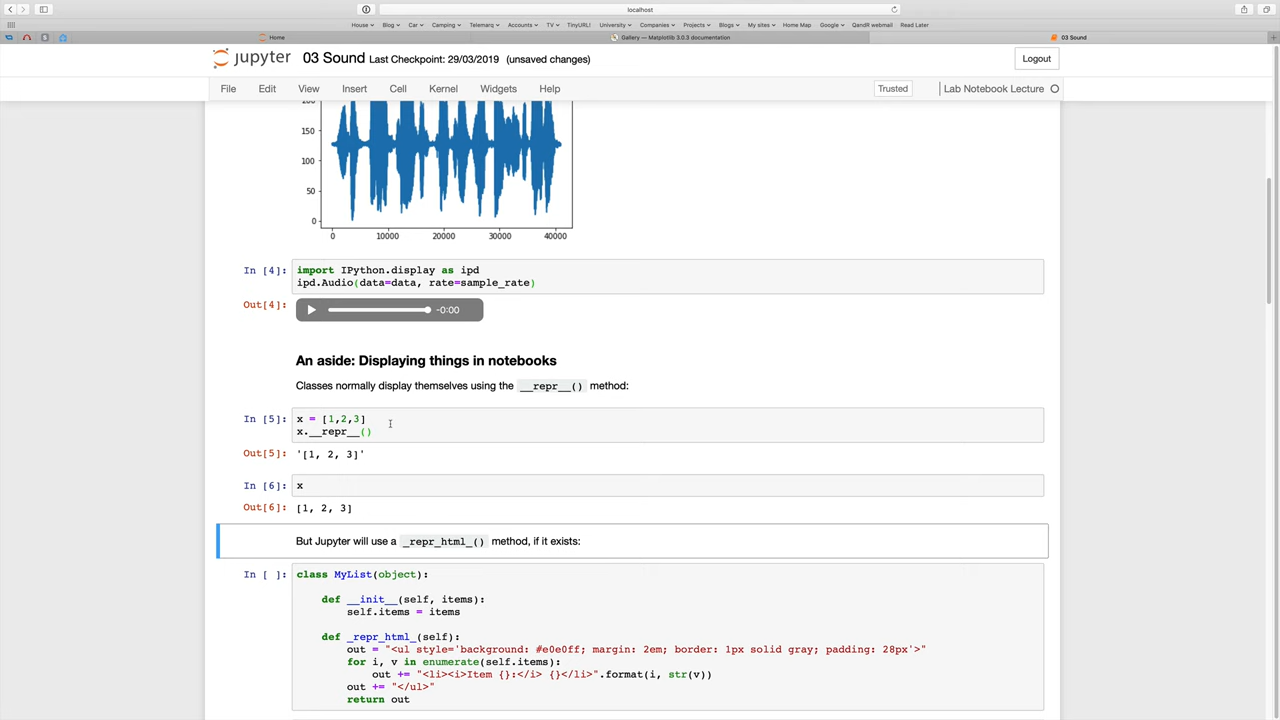 localhost
House Blog Car Camping Telemarq Accounts TV TinyURL! University Companies Projects Blogs My sites Home Map Google QandR webmail Read Later
Home Gallery — Matplotlib 3.0.3 documentation 03 Sound
jupyter 03 Sound Last Checkpoint: 29/03/2019 (unsaved changes) Logout
File Edit View Insert Cell Kernel Widgets Help Trusted Lab Notebook Lecture
200
150
100
50
0
0 10000 20000 30000 40000
In [4]: import IPython.display as ipd
ipd.Audio(data=data, rate=sample_rate)
Out[4]: -0:00
An aside: Displaying things in notebooks
Classes normally display themselves using the __repr__() method:
In [5]: x = [1,2,3]
x.__repr__()
Out[5]: '[1, 2, 3]'
In [6]: x
Out[6]: [1, 2, 3]
But Jupyter will use a _repr_html_() method, if it exists:
In [ ]: class MyList(object):
def __init__(self, items):
self.items = items
def _repr_html_(self):
out = "<ul style='background: #e0e0ff; margin: 2em; border: 1px solid gray; padding: 28px'>"
for i, v in enumerate(self.items):
out += "<li><i>Item {}:</i> {}</li>".format(i, str(v))
out += "</ul>"
return out